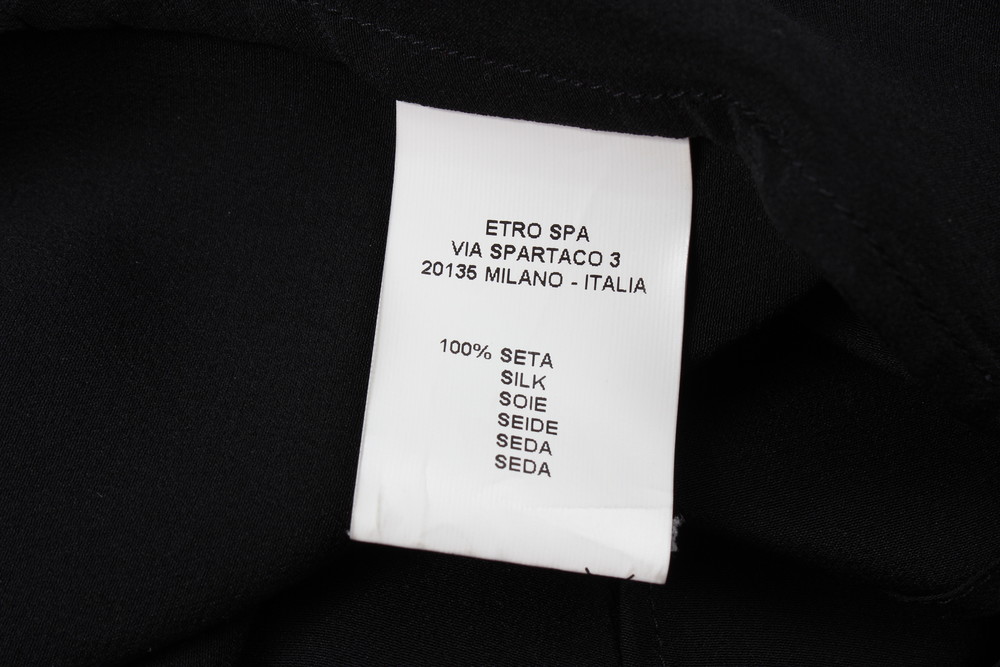 ETRO SPA
VIA SPARTACO 3
20135 MILANO - ITALIA
100% SETA
SILK
SOIE
SEIDE
SEDA
SEDA